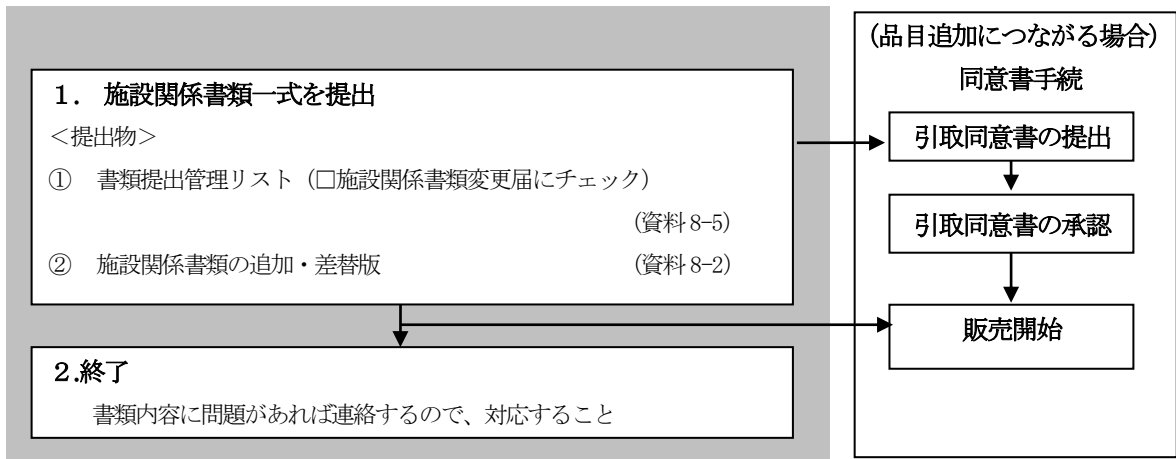 1． 施設関係書類一式を提出
＜提出物＞
① 書類提出管理リスト（□施設関係書類変更届にチェック）
（資料 8-5）
② 施設関係書類の追加・差替版 （資料 8-2）
2.終了
書類内容に問題があれば連絡するので、対応すること
（品目追加につながる場合）
同意書手続
引取同意書の提出
引取同意書の承認
販売開始